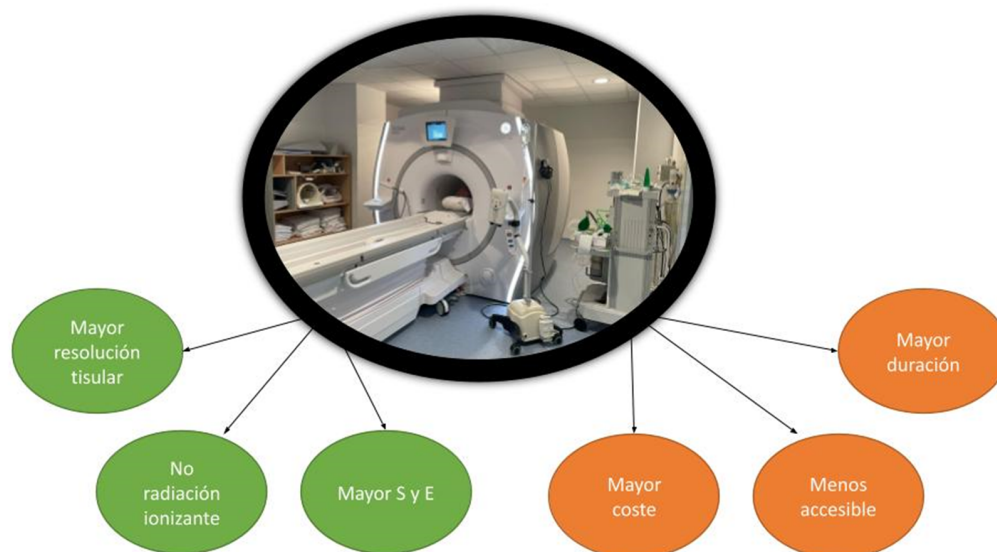 Mayor
resolución
tisular
No
radiación
ionizante
Mayor S y E
Mayor
coste
Menos
accesible
Mayor
duración